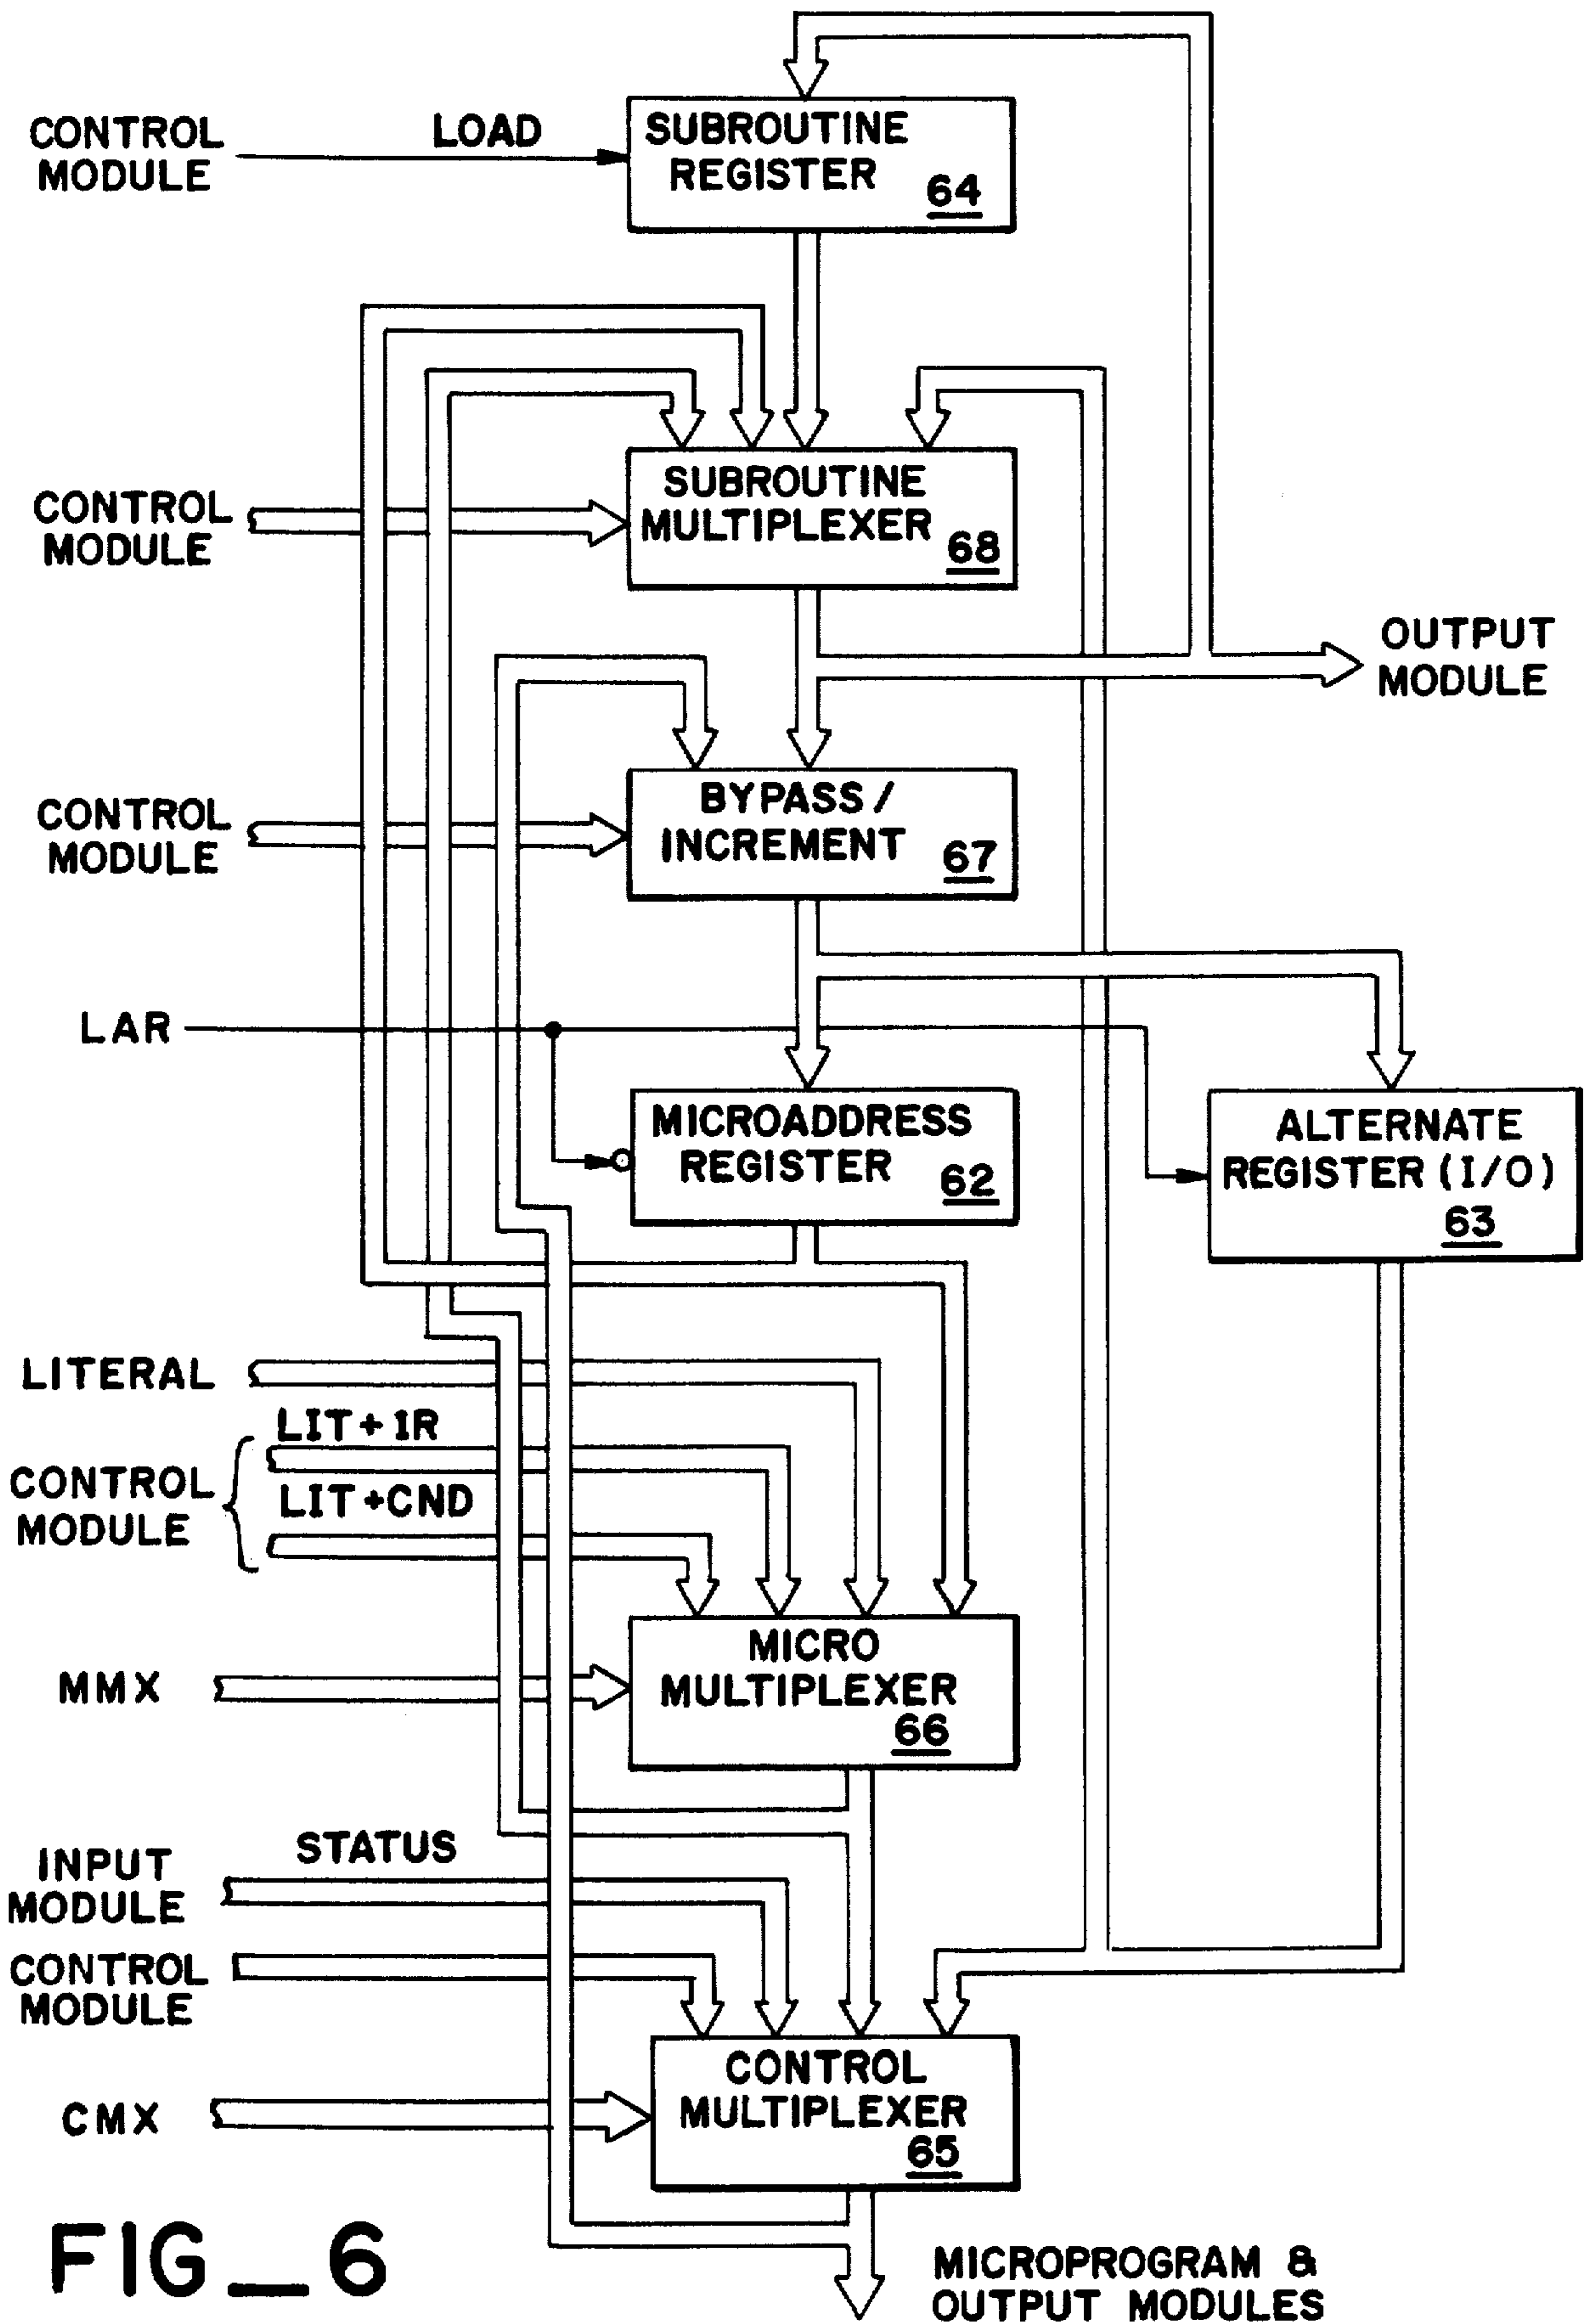 CONTROL
MODULE
LOAD
SUBROUTINE
REGISTER
64
CONTROL
MODULE
SUBROUTINE
MULTIPLEXER
68
OUTPUT
MODULE
CONTROL
MODULE
BYPASS /
INCREMENT
67
LAR
MICROADDRESS
REGISTER
62
ALTERNATE
REGISTER (I/O)
63
LITERAL
LIT + IR
CONTROL
MODULE
LIT + CND
MICRO
MULTIPLEXER
66
MMX
STATUS
INPUT
MODULE
CONTROL
MODULE
CONTROL
MULTIPLEXER
65
CMX
FIG_6
MICROPROGRAM &
OUTPUT MODULES